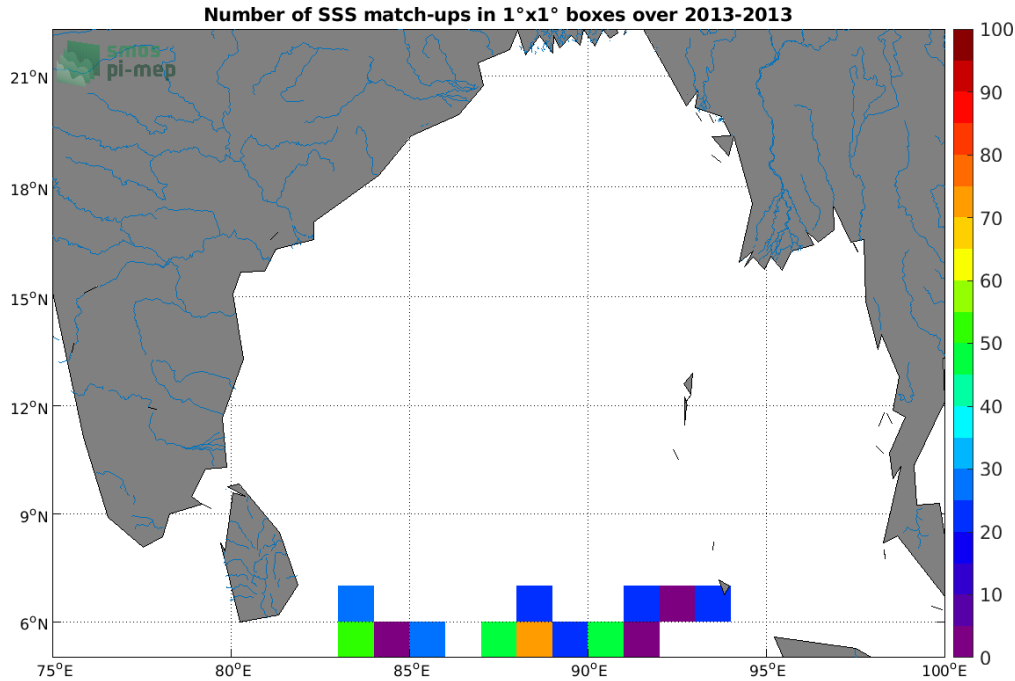 Number of SSS match-ups in 1°x1° boxes over 2013-2013
smos
pi-mep
21°N
18°N
15°N
12°N
9°N
6°N
75°E
80°E
85°E
90°E
95°E
100°E
100
90
80
70
60
50
40
30
20
10
0